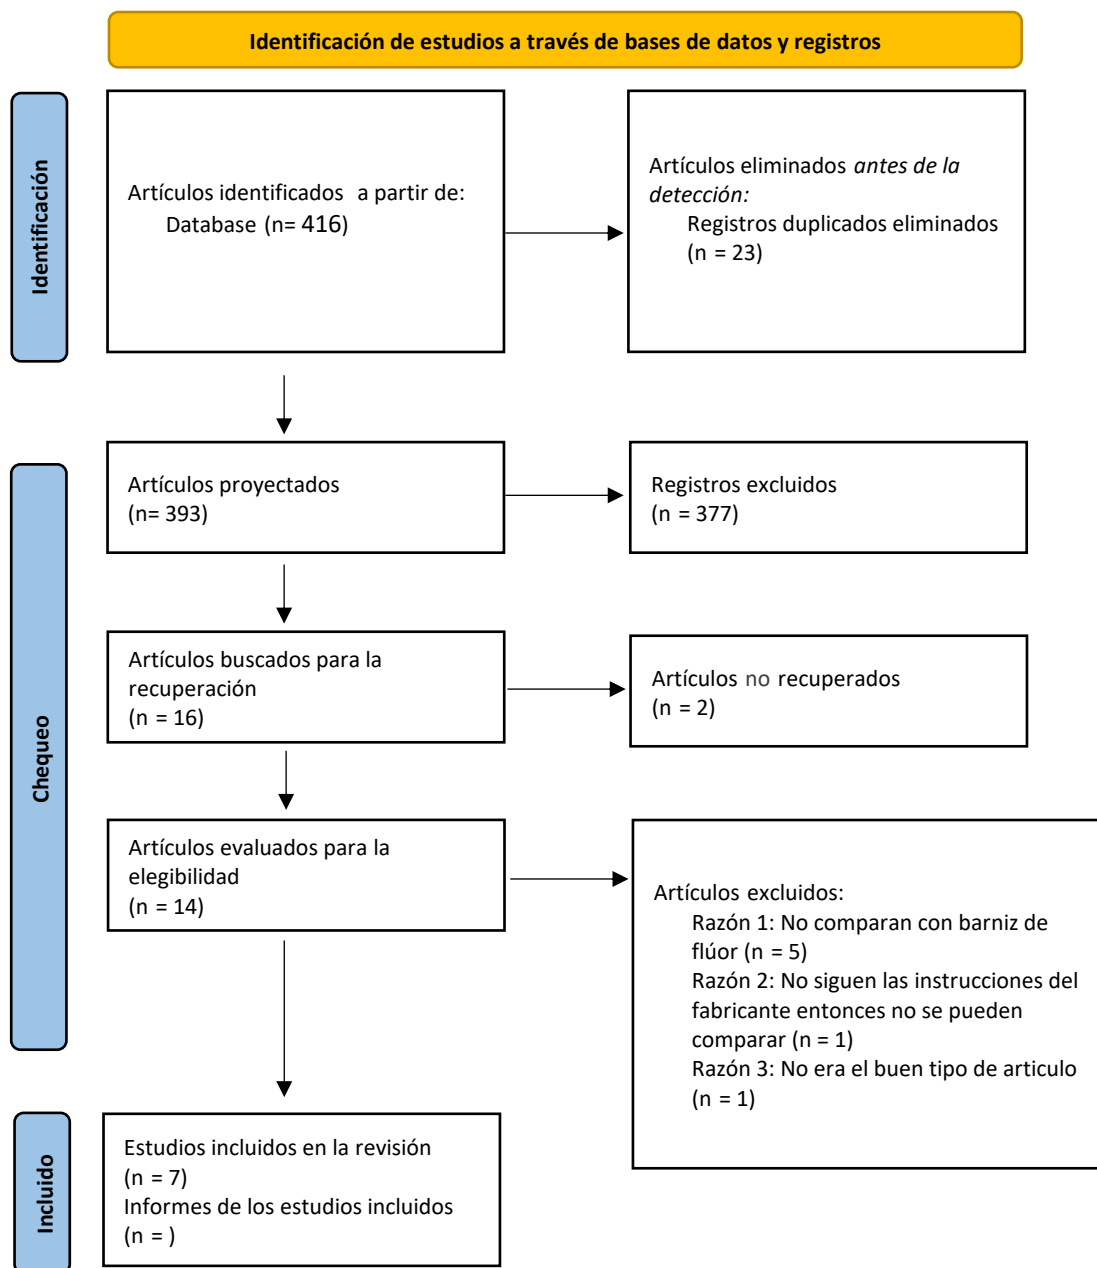 Identificación de estudios a través de bases de datos y registros
Identificación
Artículos identificados a partir de:
Database (n= 416)
Artículos eliminados antes de la
detección:
Registros duplicados eliminados
(n = 23)
Chequeo
Artículos proyectados
(n= 393)
Registros excluidos
(n = 377)
Artículos buscados para la
recuperación
(n = 16)
Artículos no recuperados
(n = 2)
Artículos evaluados para la
elegibilidad
(n = 14)
Artículos excluidos:
Razón 1: No comparan con barniz de
flúor (n = 5)
Razón 2: No siguen las instrucciones del
fabricante entonces no se pueden
comparar (n = 1)
Razón 3: No era el buen tipo de articulo
(n = 1)
Incluido
Estudios incluidos en la revisión
(n = 7)
Informes de los estudios incluidos
(n = )